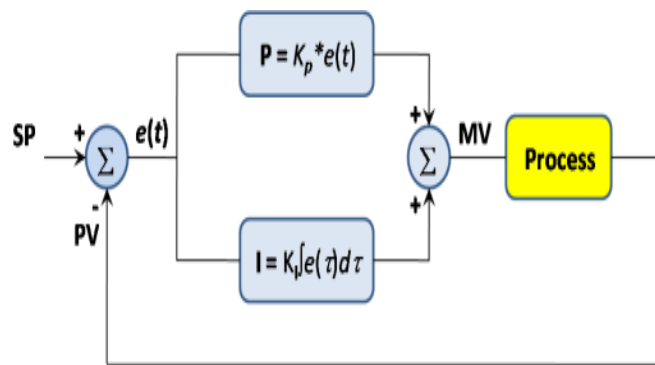 P = Kp*e(t)
SP
+
Σ
e(t)
-
PV
+
Σ
+
MV
Process
I = KI∫e(τ)dτ